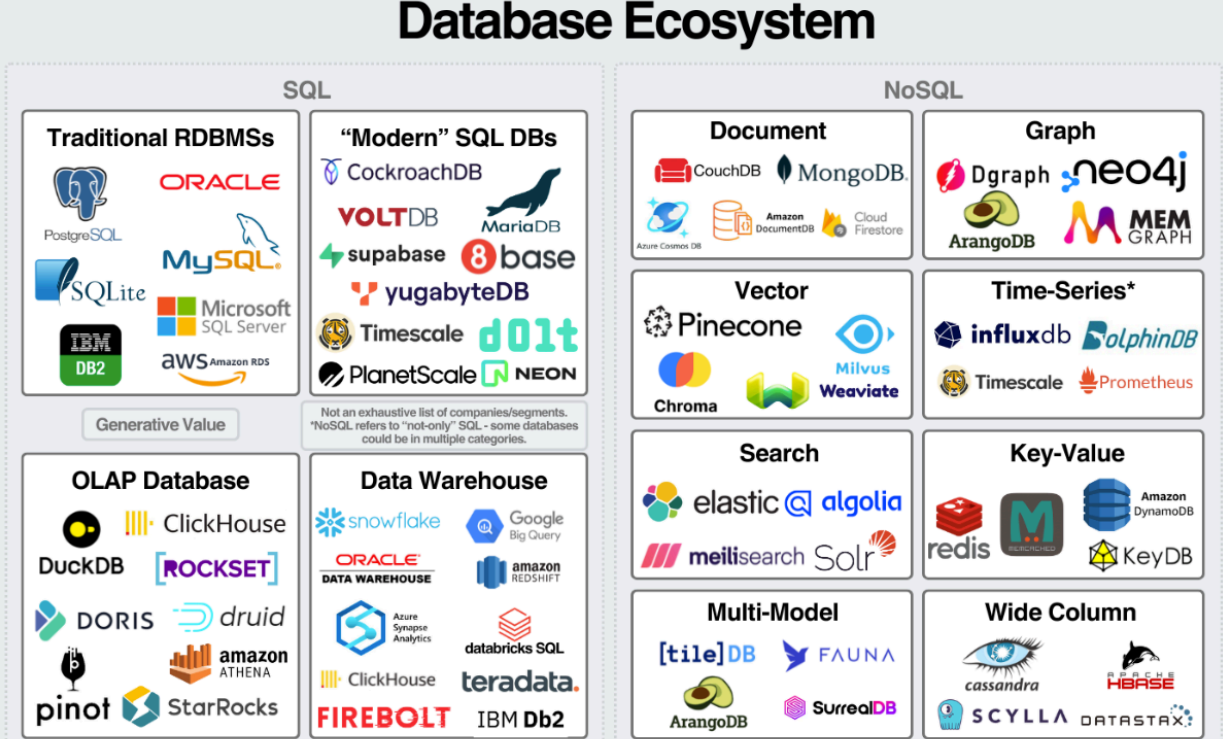 Database Ecosystem
SQL
Traditional RDBMSs
PostgreSQL
ORACLE
MySQL®
SQLite
Microsoft
SQL Server
IBM
DB2
aws Amazon RDS
“Modern” SQL DBs
CockroachDB
VOLTDB
MariaDB
supabase
8base
yugabyteDB
Timescale
dolt
PlanetScale
NEON
Generative Value
Not an exhaustive list of companies/segments.
*NoSQL refers to “not-only” SQL - some databases
could be in multiple categories.
OLAP Database
DuckDB
ClickHouse
[ROCKSET]
DORIS
druid
pinot
amazon
ATHENA
StarRocks
Data Warehouse
snowflake
Google
Big Query
ORACLE
DATA WAREHOUSE
amazon
REDSHIFT
Azure
Synapse
Analytics
databricks SQL
ClickHouse
teradata.
FIREBOLT
IBM Db2
NoSQL
Document
CouchDB
MongoDB.
Azure Cosmos DB
Amazon
DocumentDB
Cloud
Firestore
Graph
Dgraph
neo4j
ArangoDB
MEM
GRAPH
Vector
Pinecone
Milvus
Chroma
Weaviate
Time-Series*
influxdb
DolphinDB
Timescale
Prometheus
Search
elastic
algolia
meilisearch
Solr
Key-Value
redis
M
MEMCACHED
Amazon
DynamoDB
KeyDB
Multi-Model
[tile]DB
FAUNA
ArangoDB
SurrealDB
Wide Column
cassandra
APACHE
HBASE
SCYLLA
DATASTAX